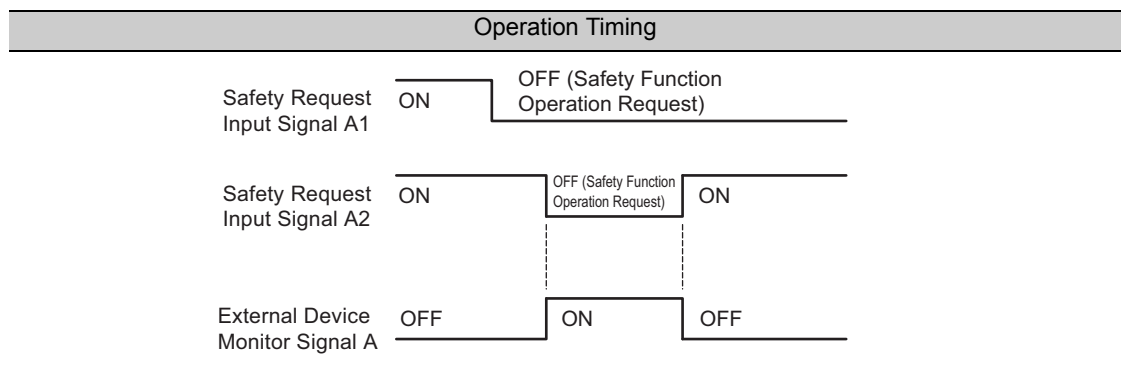 Operation Timing
Safety Request
Input Signal A1
ON
OFF (Safety Function
Operation Request)
Safety Request
Input Signal A2
ON
OFF (Safety Function
Operation Request)
ON
External Device
Monitor Signal A
OFF
ON
OFF